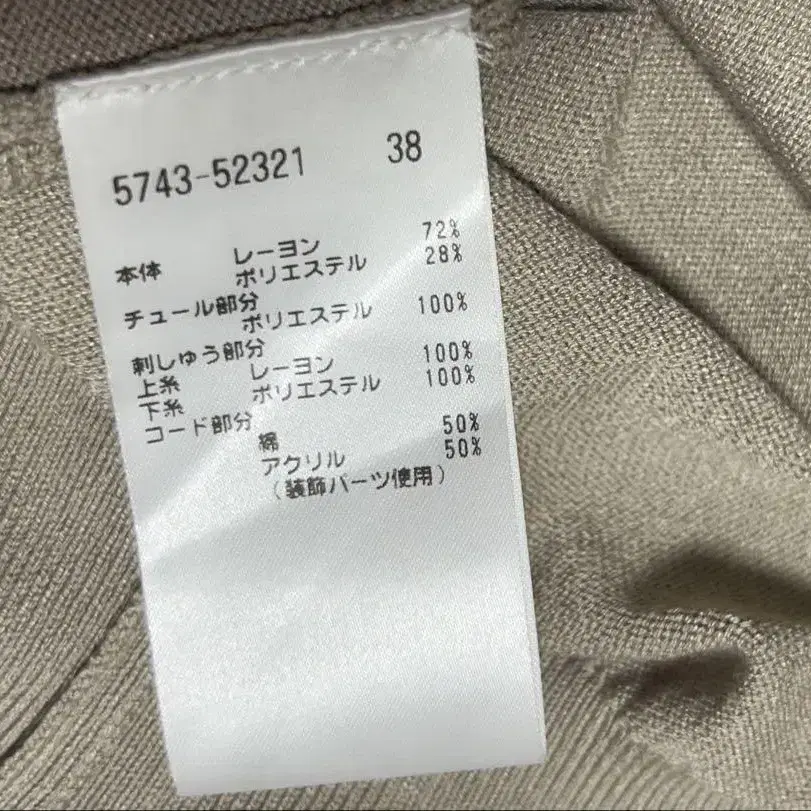 5743-52321 38
本体 レーヨン 72%
ポリエステル 28%
チュール部分
ポリエステル 100%
刺しゅう部分
上糸 レーヨン 100%
下糸 ポリエステル 100%
コード部分
綿 50%
アクリル 50%
(装飾パーツ使用)